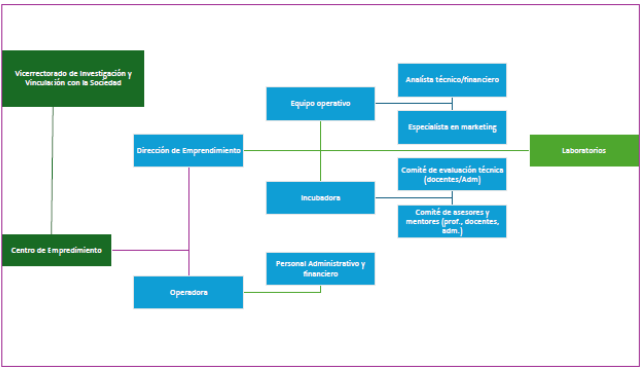 Vicerrectorado de Investigación y
Vinculación con la Sociedad
Analista técnico/financiero
Equipo operativo
Especialista en marketing
Dirección de Emprendimiento
Laboratorios
Comité de evaluación técnica
(docentes/Adm)
Incubadora
Comité de asesores y
mentores (prof., docentes,
adm.)
Centro de Empredimiento
Personal Administrativo y
financiero
Operadora